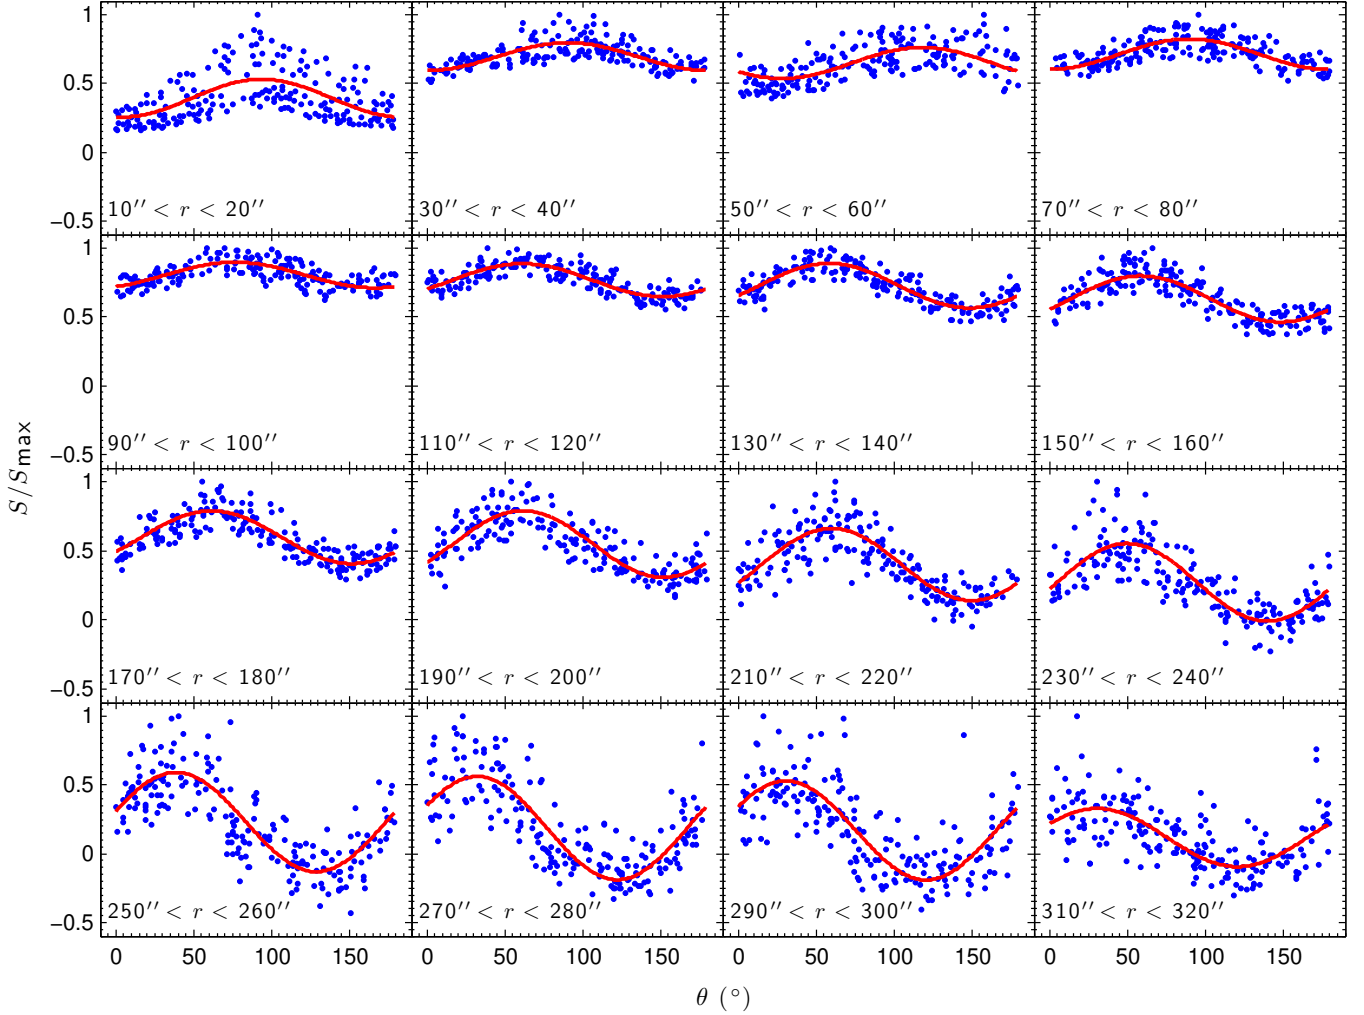 1
0.5
0
−0.5
10′′ < r < 20′′
30′′ < r < 40′′
50′′ < r < 60′′
70′′ < r < 80′′
1
0.5
0
−0.5
90′′ < r < 100′′
110′′ < r < 120′′
130′′ < r < 140′′
150′′ < r < 160′′
S/Smax
1
0.5
0
−0.5
170′′ < r < 180′′
190′′ < r < 200′′
210′′ < r < 220′′
230′′ < r < 240′′
1
0.5
0
−0.5
250′′ < r < 260′′
270′′ < r < 280′′
290′′ < r < 300′′
310′′ < r < 320′′
0 50 100 150 0 50 100 150 0 50 100 150 0 50 100 150
θ (°)